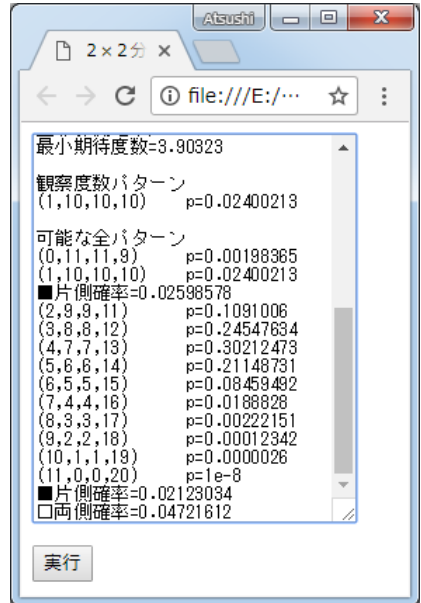 Atsushi
2×2分
file:///E:/…
最小期待度数=3.90323
観察度数パターン
(1,10,10,10) p=0.02400213
可能な全パターン
(0,11,11,9) p=0.00198365
(1,10,10,10) p=0.02400213
■片側確率=0.02598578
(2,9,9,11) p=0.1091006
(3,8,8,12) p=0.24547634
(4,7,7,13) p=0.30212473
(5,6,6,14) p=0.21148731
(6,5,5,15) p=0.08459492
(7,4,4,16) p=0.0188828
(8,3,3,17) p=0.00222151
(9,2,2,18) p=0.00012342
(10,1,1,19) p=0.0000026
(11,0,0,20) p=1e-8
■片側確率=0.02123034
□両側確率=0.04721612
実行